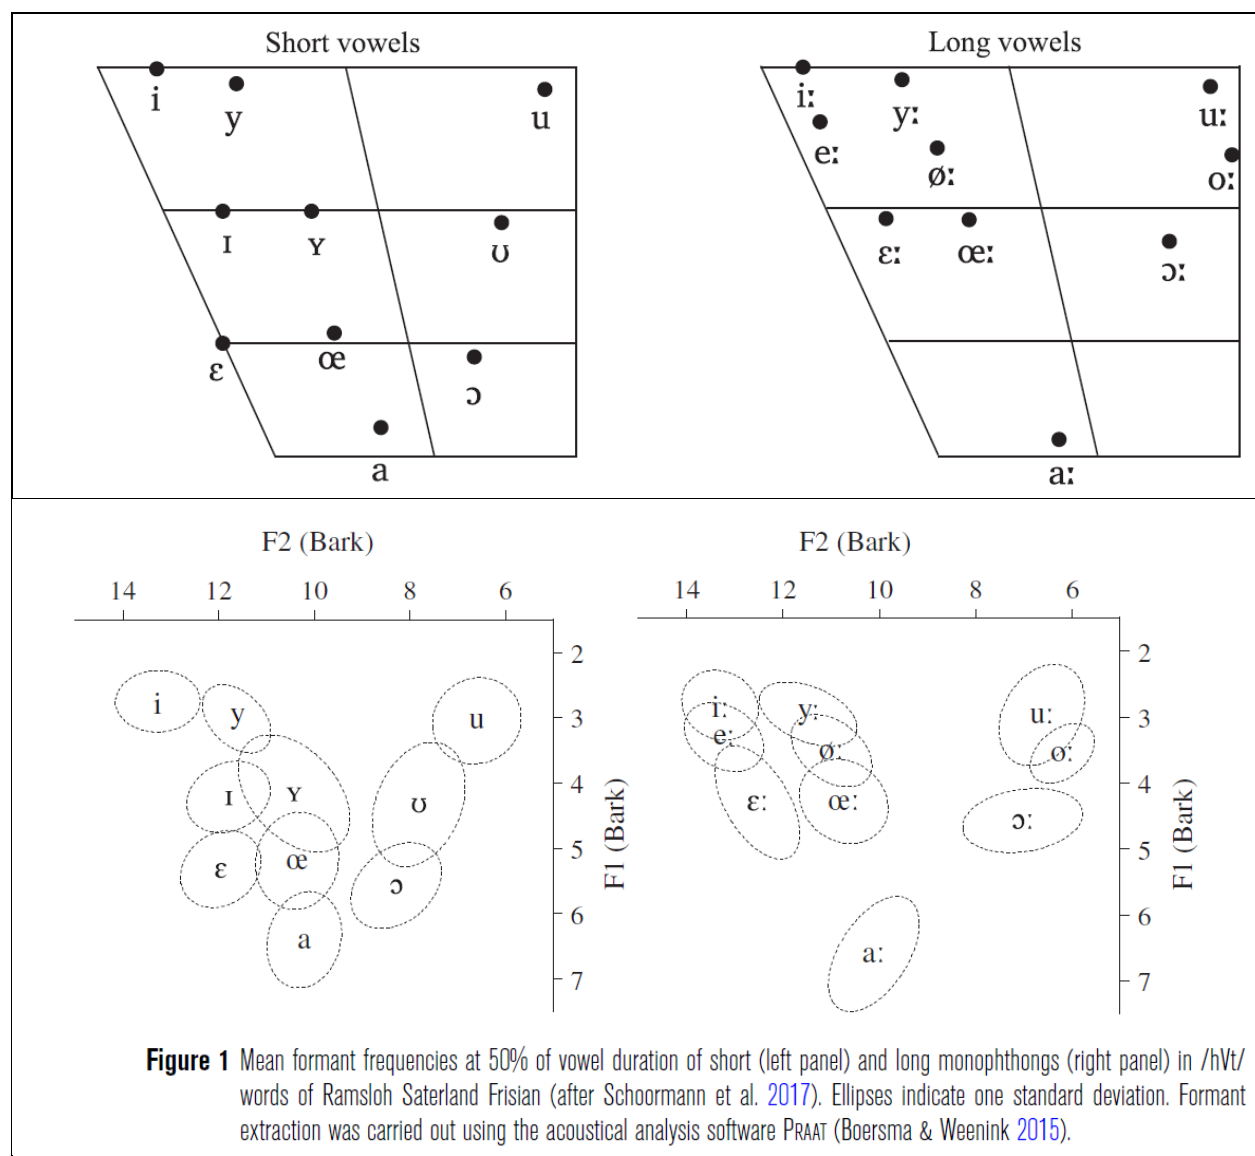 Short vowels
Long vowels
i
y
u
ɪ
ʏ
ʊ
ɛ
œ
ɔ
a
iː
yː
uː
eː
øː
oː
ɛː
œː
ɔː
aː
F2 (Bark)
14 12 10 8 6
2
3
4
5
6
7
F1 (Bark)
i
y
u
ɪ
ʏ
ʊ
ɛ
œ
ɔ
a
F2 (Bark)
14 12 10 8 6
2
3
4
5
6
7
F1 (Bark)
iː
yː
uː
eː
øː
oː
ɛː
œː
ɔː
aː
Figure 1 Mean formant frequencies at 50% of vowel duration of short (left panel) and long monophthongs (right panel) in /hVt/
words of Ramsloh Saterland Frisian (after Schoormann et al. 2017). Ellipses indicate one standard deviation. Formant
extraction was carried out using the acoustical analysis software PRAAT (Boersma & Weenink 2015).